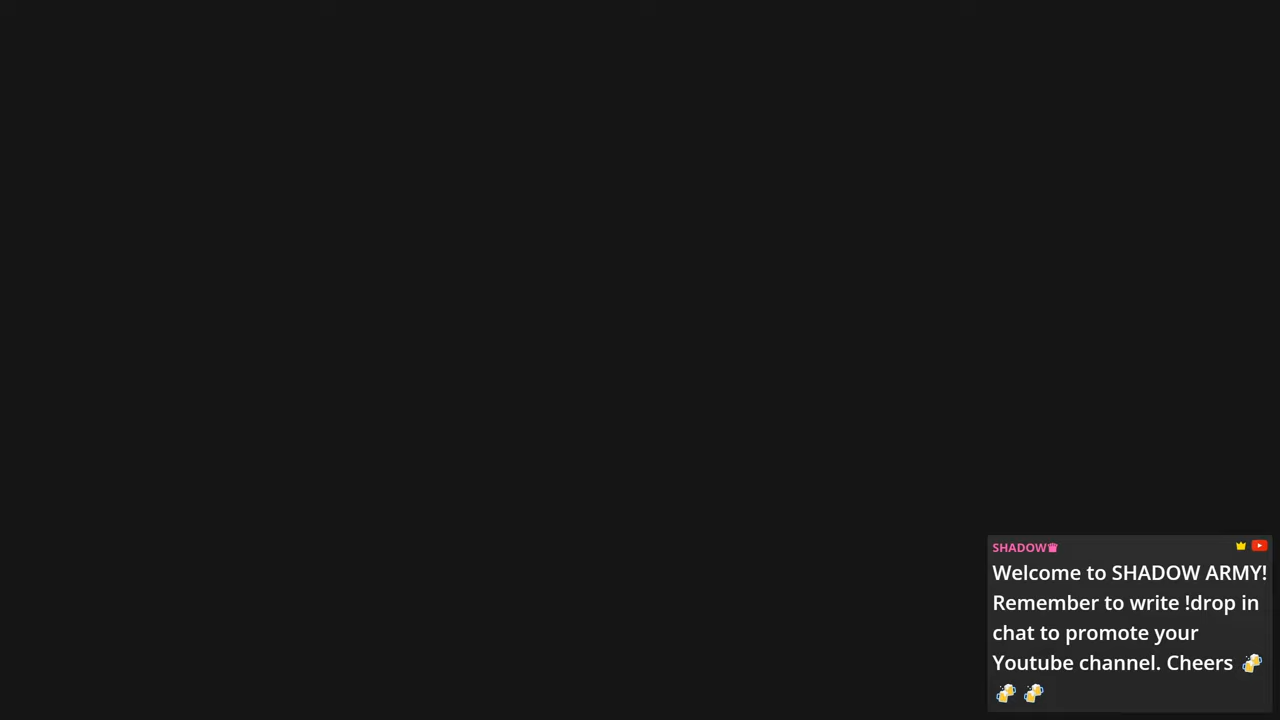 SHADOW♛
Welcome to SHADOW ARMY!
Remember to write !drop in
chat to promote your
Youtube channel. Cheers 🍻
🍻 🍻